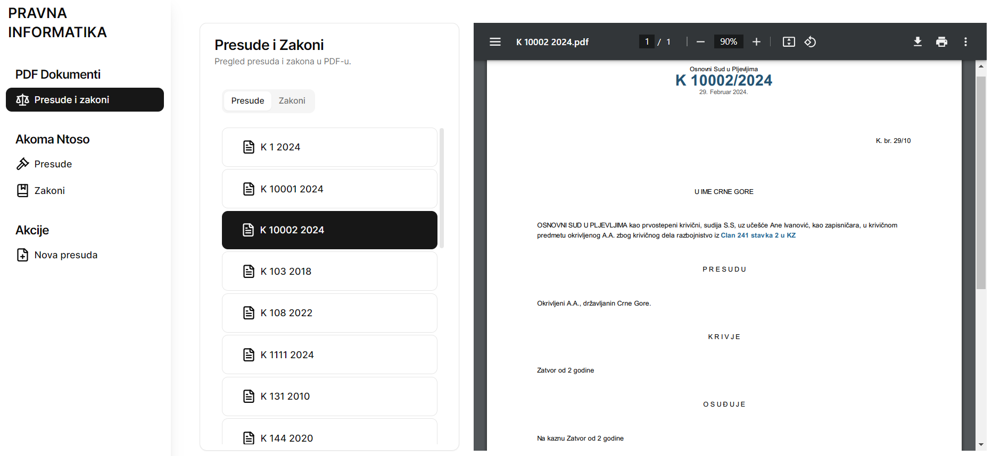 PRAVNA
INFORMATIKA
PDF Dokumenti
Presude i zakoni
Akoma Ntoso
Presude
Zakoni
Akcije
Nova presuda
Presude i Zakoni
Pregled presuda i zakona u PDF-u.
Presude Zakoni
K 1 2024
K 10001 2024
K 10002 2024
K 103 2018
K 108 2022
K 1111 2024
K 131 2010
K 144 2020
K 10002 2024.pdf 1 / 1 90%
Osnovni Sud u Pljevljima
K 10002/2024
29. Februar 2024.
K. br. 29/10
U IME CRNE GORE
OSNOVNI SUD U PLJEVLJIMA kao prvostepeni krivični, sudija S.S, uz učešće Ane Ivanović, kao zapisničara, u krivičnom
predmetu okrivljenog A.A. zbog krivičnog dela razbojnistvo iz Clan 241 stavka 2 u KZ
P R E S U D U
Okrivljeni A.A., državljanin Crne Gore.
K R I V J E
Zatvor od 2 godine
O S U Đ U J E
Na kaznu Zatvor od 2 godine